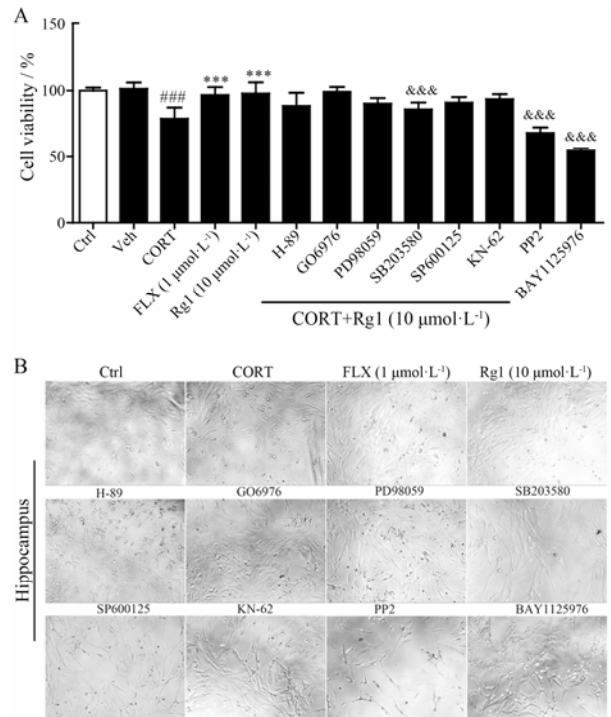 A
Cell viability / %
150
100
50
0
###
***
***
&&&
&&&
&&&
Ctrl
Veh
CORT
FLX (1 μmol·L⁻¹)
Rg1 (10 μmol·L⁻¹)
H-89
GO6976
PD98059
SB203580
SP600125
KN-62
PP2
BAY1125976
CORT+Rg1 (10 μmol·L⁻¹)
B
Ctrl CORT FLX (1 μmol·L⁻¹) Rg1 (10 μmol·L⁻¹)
H-89 GO6976 PD98059 SB203580
SP600125 KN-62 PP2 BAY1125976
Hippocampus